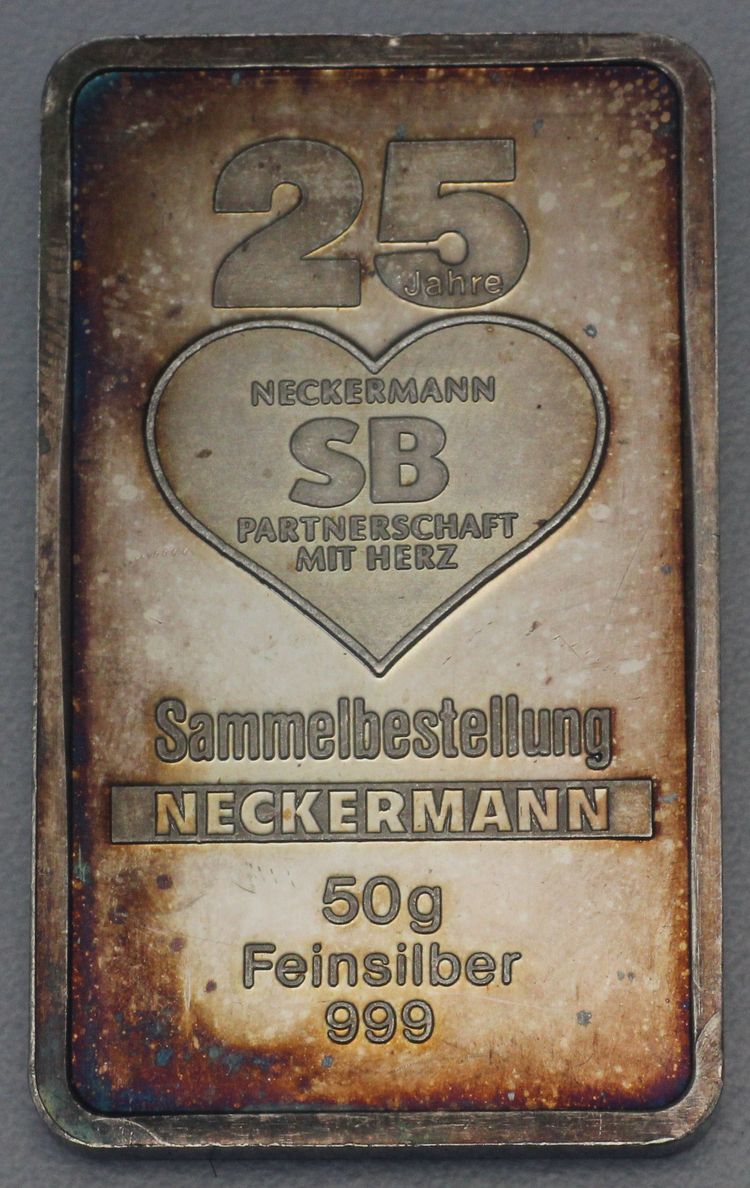 25
Jahre
NECKERMANN
SB
PARTNERSCHAFT
MIT HERZ
Sammelbestellung
NECKERMANN
50g
Feinsilber
999